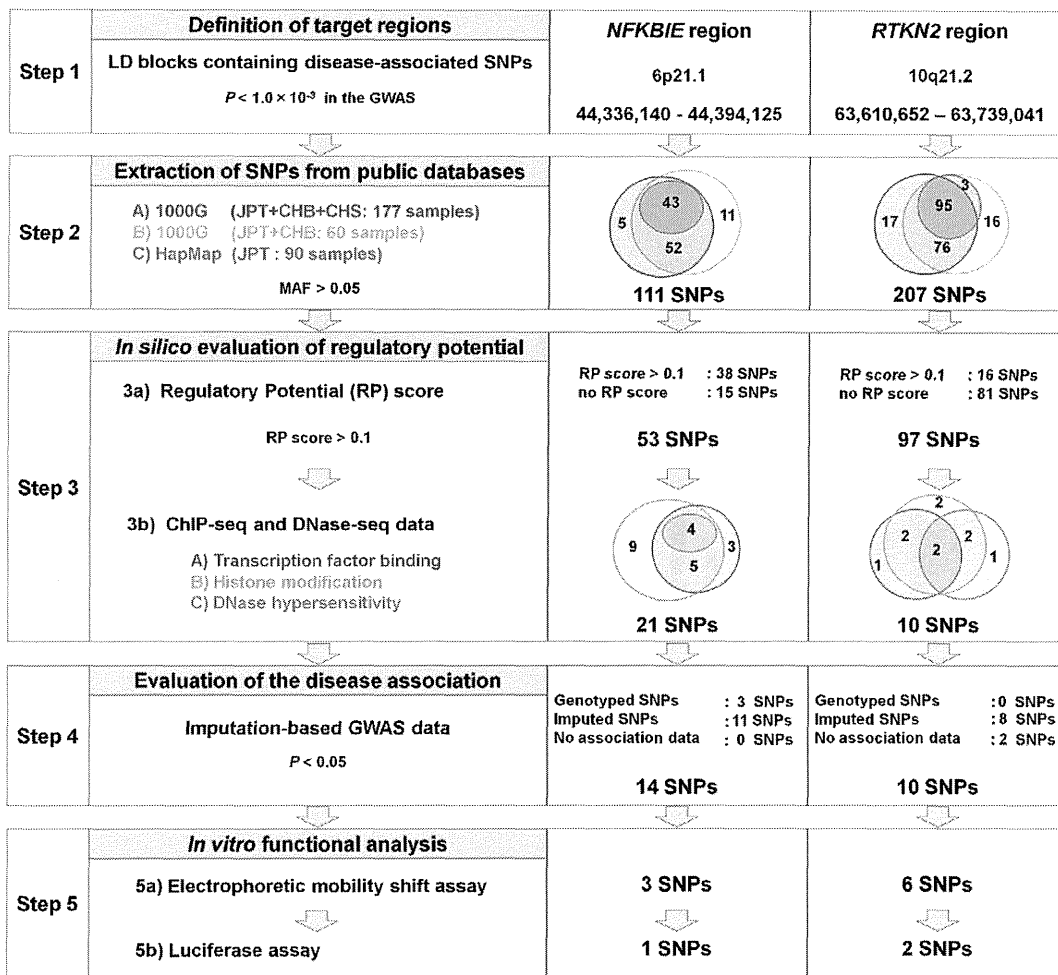 Step 1
Definition of target regions
LD blocks containing disease-associated SNPs
P < 1.0 × 10⁻³ in the GWAS
NFKBIE region
6p21.1
44,336,140 - 44,394,125
RTKN2 region
10q21.2
63,610,652 – 63,739,041
Step 2
Extraction of SNPs from public databases
A) 1000G (JPT+CHB+CHS: 177 samples)
B) 1000G (JPT+CHB: 60 samples)
C) HapMap (JPT : 90 samples)
MAF > 0.05
5
43
11
52
111 SNPs
17
95
3
16
76
207 SNPs
Step 3
In silico evaluation of regulatory potential
3a) Regulatory Potential (RP) score
RP score > 0.1
RP score > 0.1 : 38 SNPs
no RP score : 15 SNPs
53 SNPs
RP score > 0.1 : 16 SNPs
no RP score : 81 SNPs
97 SNPs
3b) ChIP-seq and DNase-seq data
A) Transcription factor binding
B) Histone modification
C) DNase hypersensitivity
9
4
3
5
21 SNPs
2
2
2
2
1
1
10 SNPs
Step 4
Evaluation of the disease association
Imputation-based GWAS data
P < 0.05
Genotyped SNPs : 3 SNPs
Imputed SNPs : 11 SNPs
No association data : 0 SNPs
14 SNPs
Genotyped SNPs :0 SNPs
Imputed SNPs : 8 SNPs
No association data : 2 SNPs
10 SNPs
Step 5
In vitro functional analysis
5a) Electrophoretic mobility shift assay
3 SNPs
6 SNPs
5b) Luciferase assay
1 SNPs
2 SNPs